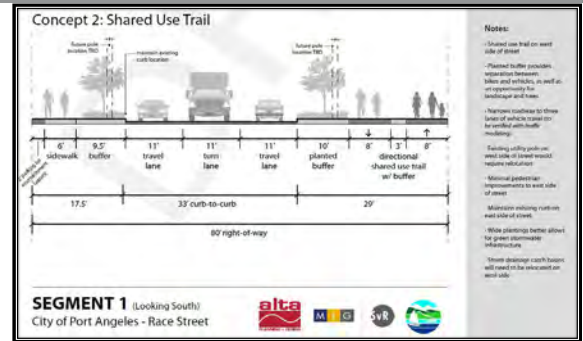 Concept 2: Shared Use Trail
future pole
location TBD
maintain existing
curb location
future pole
location TBD
6'
sidewalk
9.5'
buffer
11'
travel
lane
11'
turn
lane
11'
travel
lane
10'
planted
buffer
8'
3'
8'
directional
shared use trail
w/ buffer
17.5'
33' curb-to-curb
29'
80' right-of-way
SEGMENT 1 (Looking South)
City of Port Angeles - Race Street
alta
MIG
SvR
Notes:
- Shared use trail on east
side of street
- Planted buffer provides
separation between
bikes and vehicles, as well as
an opportunity for
landscape and trees
- Narrows roadway to three
lanes of vehicle travel (to
be verified with traffic
modeling)
- Existing utility poles on
west side of street would
require relocation
- Minimal pedestrian
improvements to east side
of street
- Maintain existing curb on
east side of street
- Wide plantings better allows
for green stormwater
infrastructure
- Storm drainage catch basins
will need to be relocated on
west side